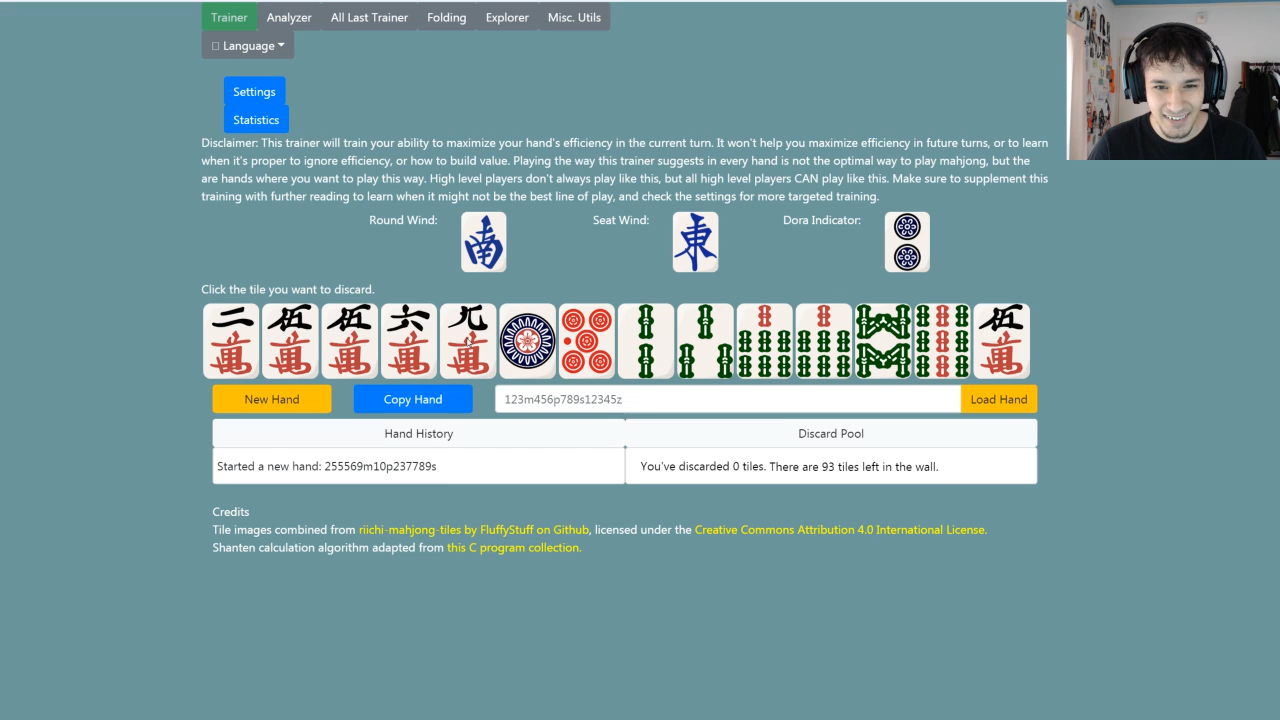 Trainer Analyzer All Last Trainer Folding Explorer Misc. Utils
Language
Settings
Statistics
Disclaimer: This trainer will train your ability to maximize your hand's efficiency in the current turn. It won't help you maximize efficiency in future turns, or to learn
when it's proper to ignore efficiency, or how to build value. Playing the way this trainer suggests in every hand is not the optimal way to play mahjong, but the
are hands where you want to play this way. High level players don't always play like this, but all high level players CAN play like this. Make sure to supplement this
training with further reading to learn when it might not be the best line of play, and check the settings for more targeted training.
Round Wind: 南 Seat Wind: 東 Dora Indicator:
Click the tile you want to discard.
二萬 伍萬 伍萬 六萬 九萬 伍萬
New Hand Copy Hand 123m456p789s12345z Load Hand
Hand History Discard Pool
Started a new hand: 255569m10p237789s You've discarded 0 tiles. There are 93 tiles left in the wall.
Credits
Tile images combined from riichi-mahjong-tiles by FluffyStuff on Github, licensed under the Creative Commons Attribution 4.0 International License.
Shanten calculation algorithm adapted from this C program collection.